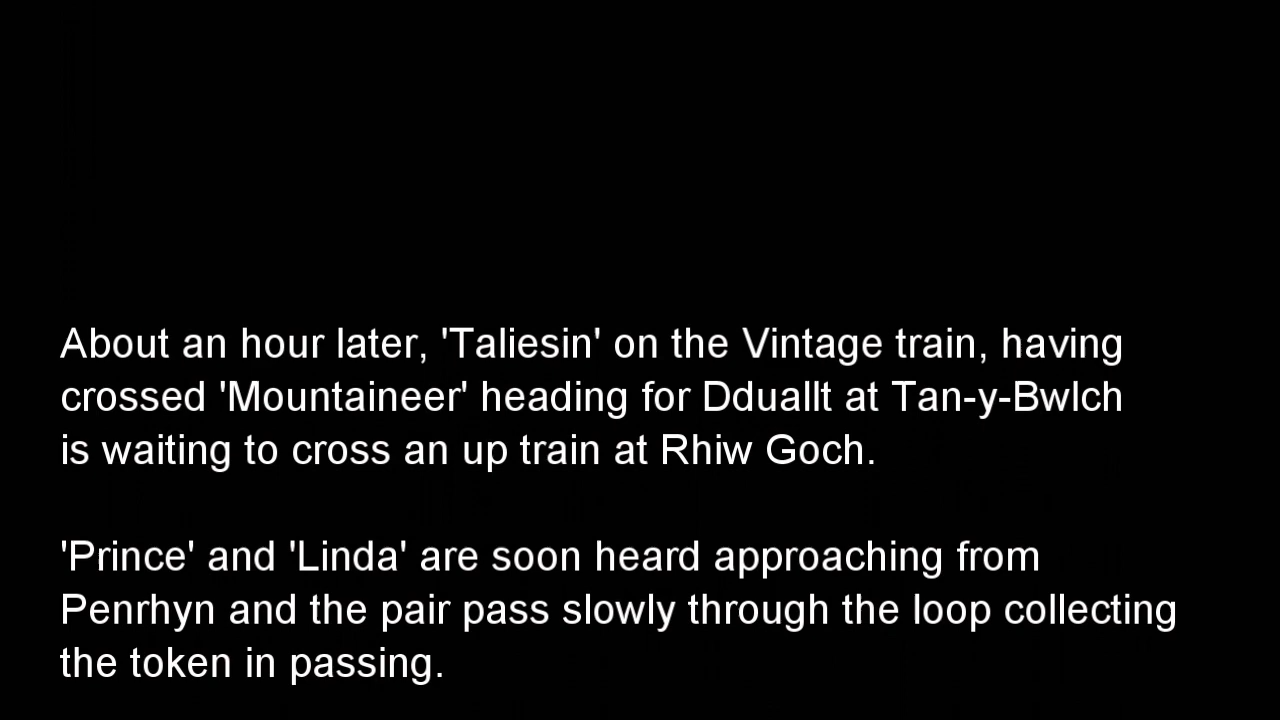 About an hour later, 'Taliesin' on the Vintage train, having
crossed 'Mountaineer' heading for Dduallt at Tan-y-Bwlch
is waiting to cross an up train at Rhiw Goch.
'Prince' and 'Linda' are soon heard approaching from
Penrhyn and the pair pass slowly through the loop collecting
the token in passing.